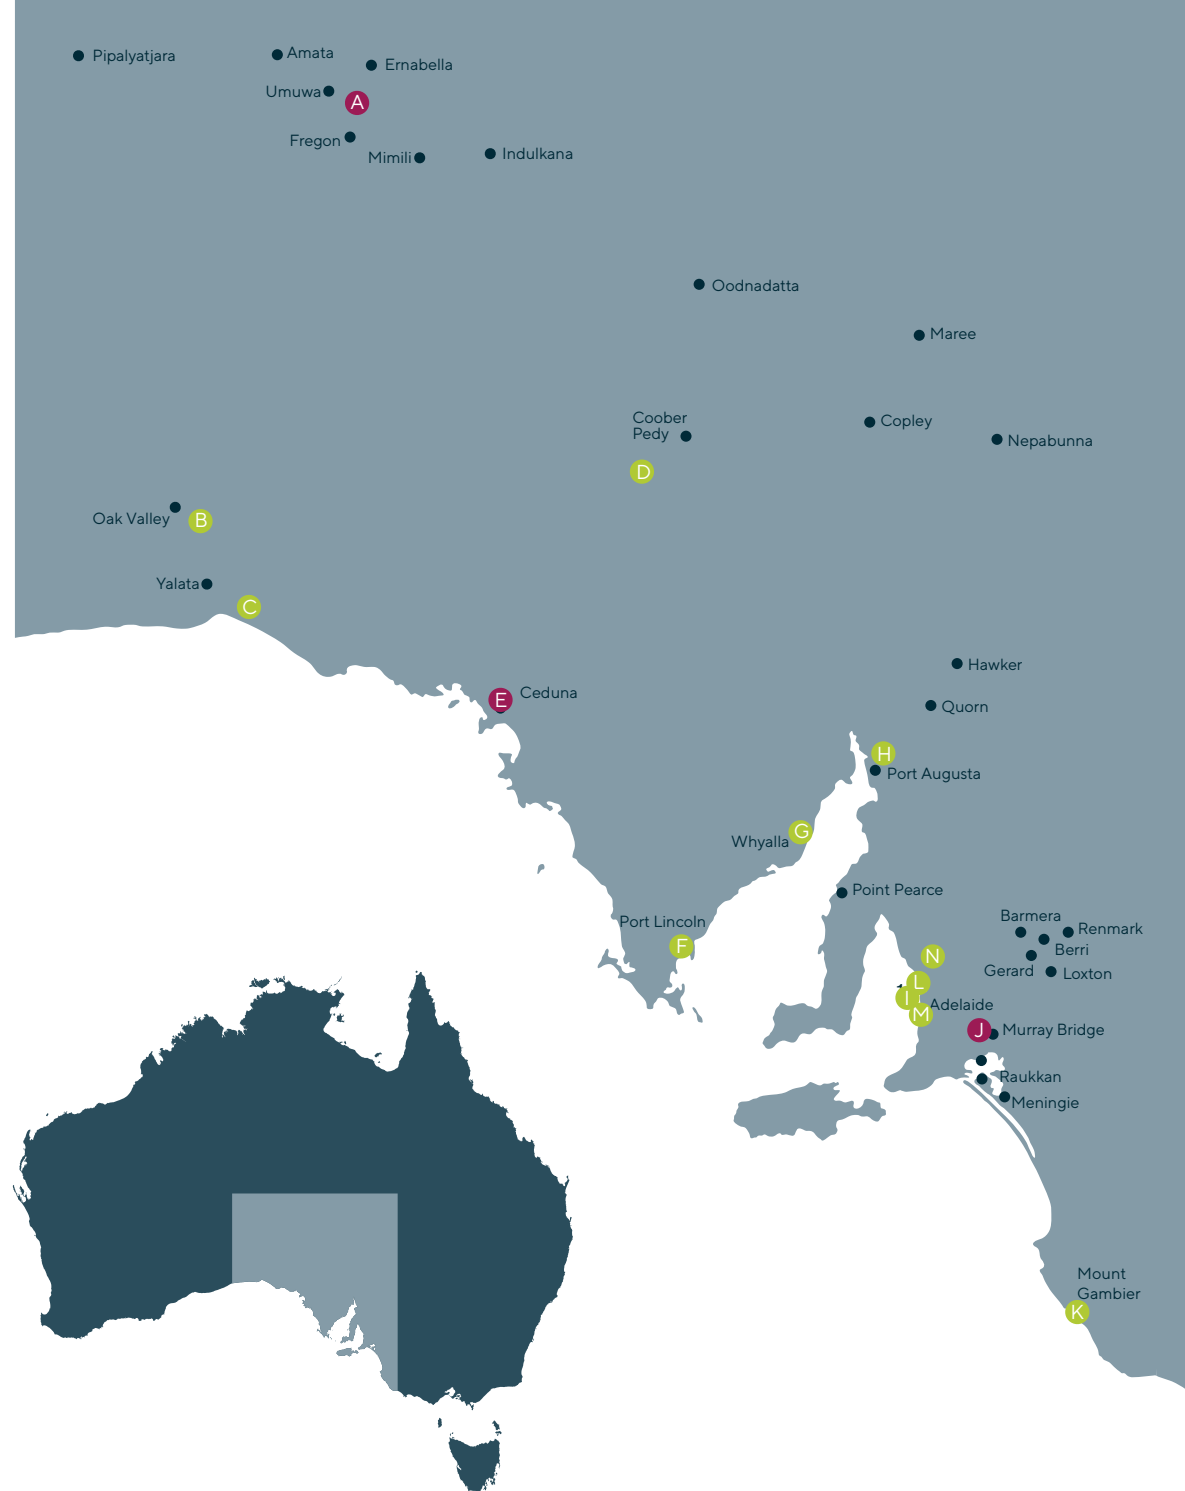 Pipalyatjara
Amata
Ernabella
Umuwa
A
Fregon
Mimili
Indulkana
Oodnadatta
Maree
Coober
Pedy
Copley
Nepabunna
D
Oak Valley
B
Yalata
C
Hawker
E
Ceduna
Quorn
H
Port Augusta
G
Whyalla
Point Pearce
Port Lincoln
F
Barmera
Renmark
Berri
N
Gerard
Loxton
L
I
Adelaide
M
J
Murray Bridge
Raukkan
Meningie
Mount
Gambier
K